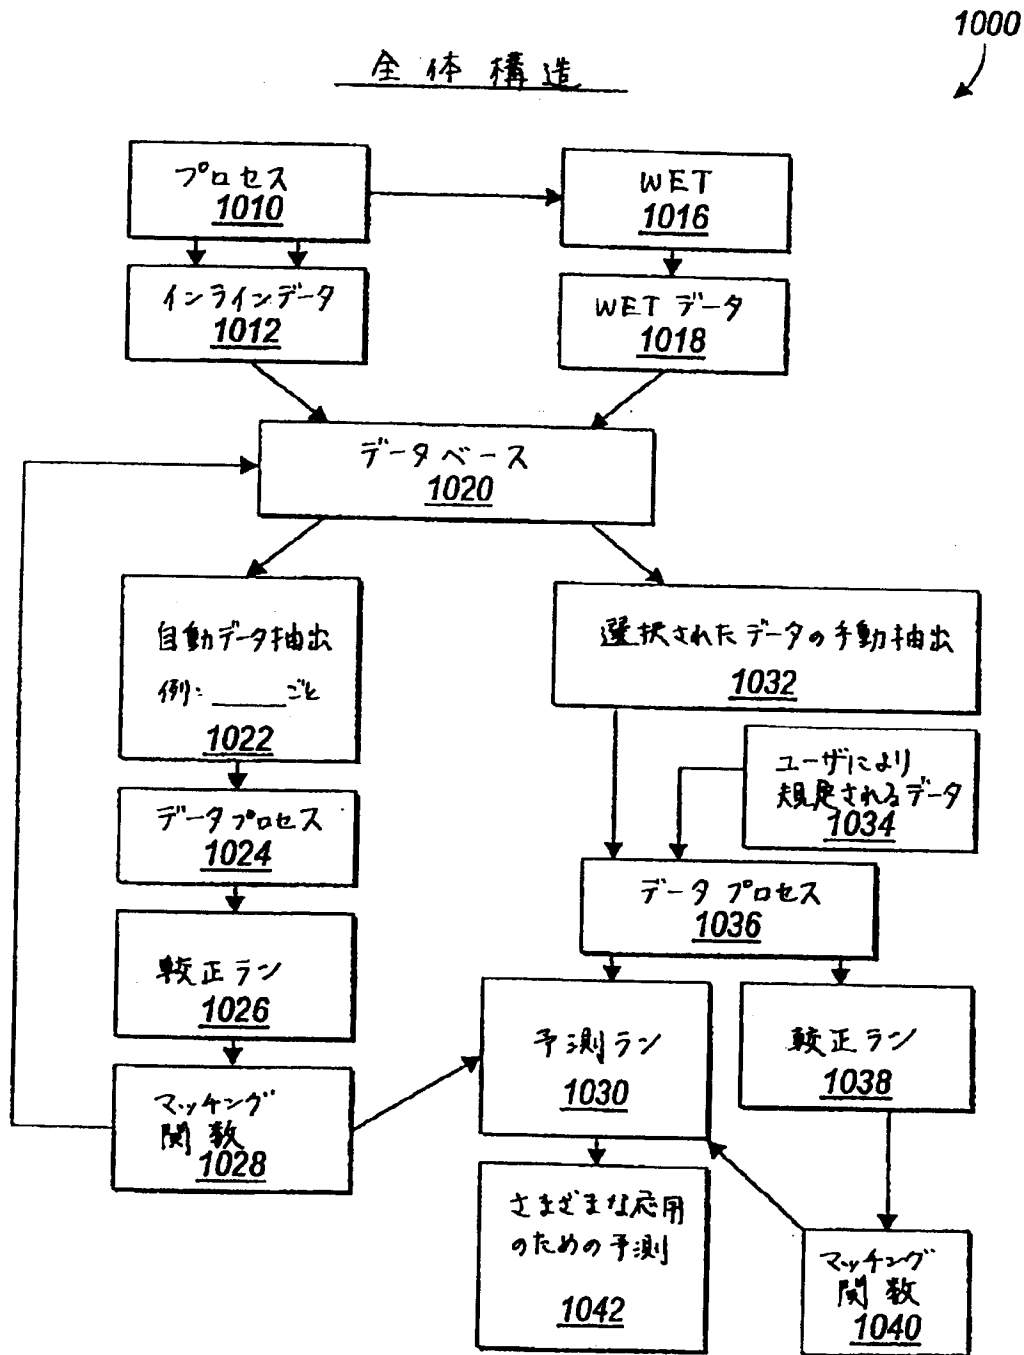 1000
全体構造
プロセス
1010
WET
1016
インラインデータ
1012
WET データ
1018
データベース
1020
自動データ抽出
例: ______ごと
1022
選択されたデータの手動抽出
1032
ユーザにより
規定されるデータ
1034
データプロセス
1024
データ プロセス
1036
較正ラン
1026
予測ラン
1030
較正ラン
1038
マッチング
関数
1028
さまざまな応用
のための予測
1042
マッチング
関数
1040